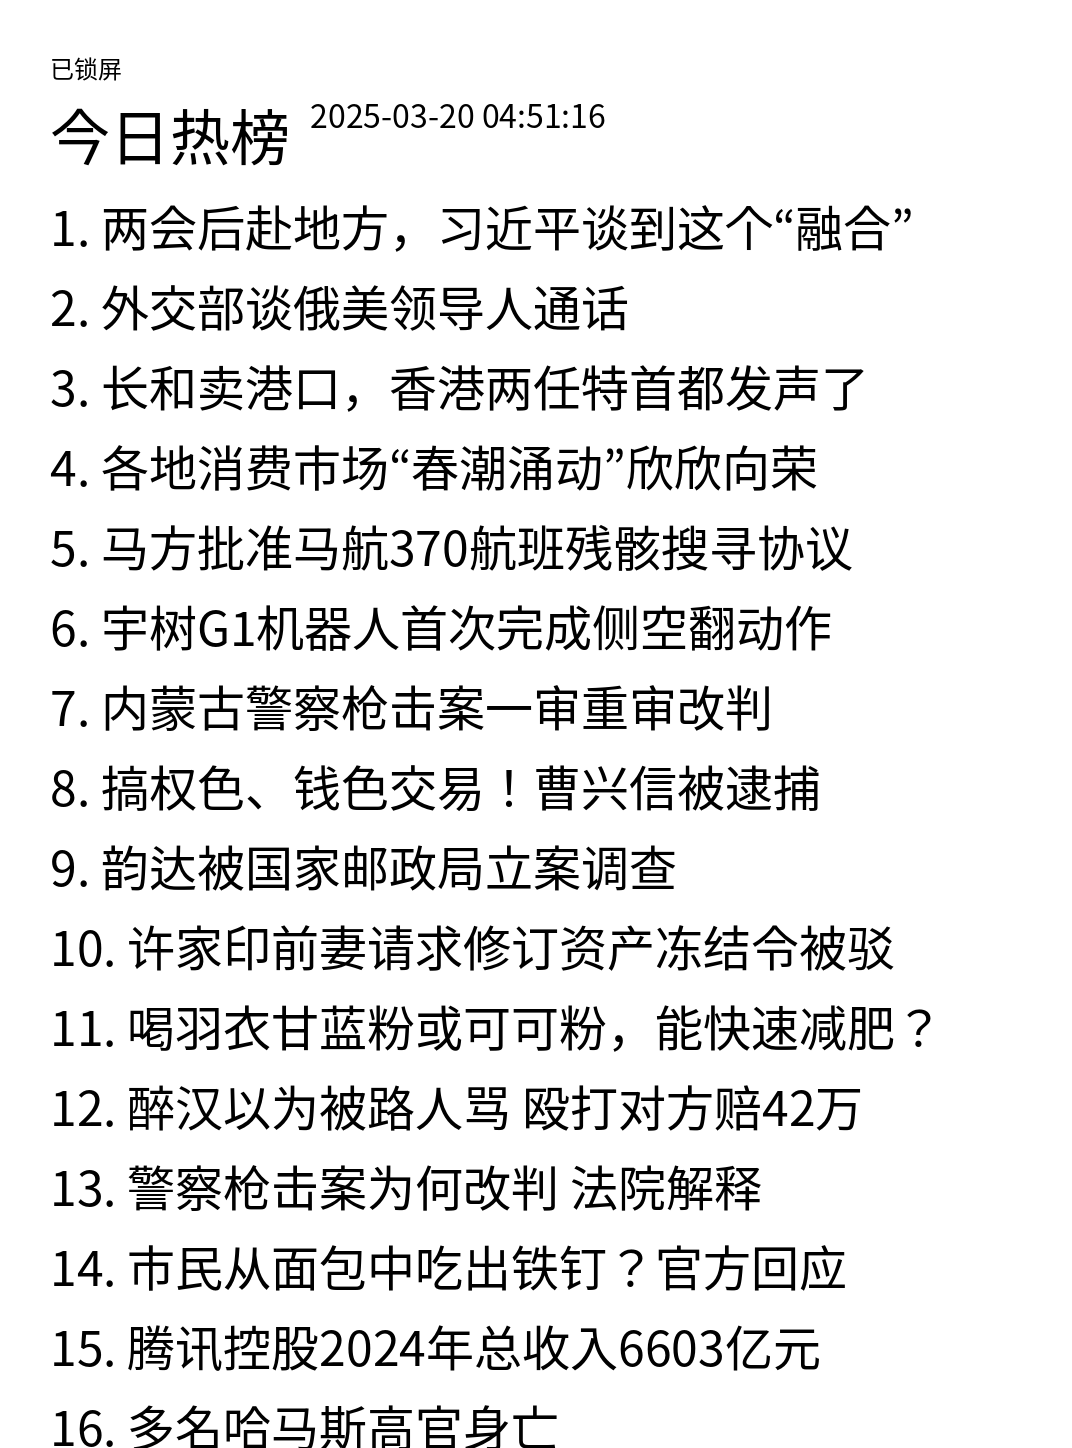 已锁屏
今日热榜 2025-03-20 04:51:16
1. 两会后赴地方，习近平谈到这个“融合”
2. 外交部谈俄美领导人通话
3. 长和卖港口，香港两任特首都发声了
4. 各地消费市场“春潮涌动”欣欣向荣
5. 马方批准马航370航班残骸搜寻协议
6. 宇树G1机器人首次完成侧空翻动作
7. 内蒙古警察枪击案一审重审改判
8. 搞权色、钱色交易！曹兴信被逮捕
9. 韵达被国家邮政局立案调查
10. 许家印前妻请求修订资产冻结令被驳
11. 喝羽衣甘蓝粉或可可粉，能快速减肥？
12. 醉汉以为被路人骂 殴打对方赔42万
13. 警察枪击案为何改判 法院解释
14. 市民从面包中吃出铁钉？官方回应
15. 腾讯控股2024年总收入6603亿元
16. 多名哈马斯高官身亡